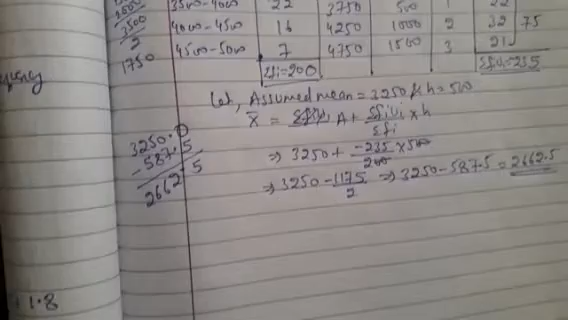 3500-4000 22 3750 500 1 22
3500 4000-4500 16 4250 1000 2 32 75
2 4500-5000 7 4750 1500 3 21
1750 Σfi=200 Σfiui=-235
Let, Assumed mean = 3250 & h = 500
x̄ = A + Σfiui/Σfi × h
3250.0 ⇒ 3250 + -235/200 × 500
- 587.5 ⇒ 3250 - 1175/2 ⇒ 3250 - 587.5 = 2662.5
2662.5
1.8